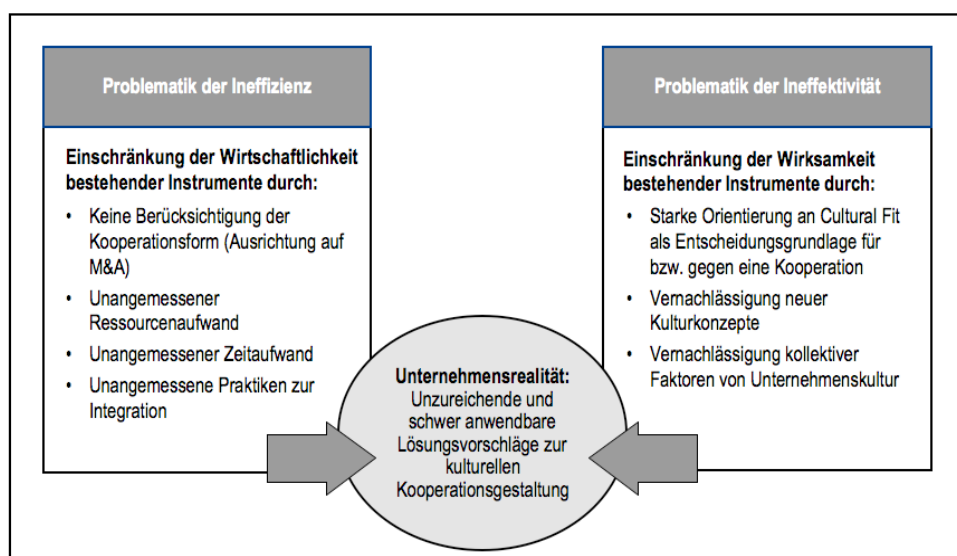 Problematik der Ineffizienz
Einschränkung der Wirtschaftlichkeit
bestehender Instrumente durch:
• Keine Berücksichtigung der
Kooperationsform (Ausrichtung auf
M&A)
• Unangemessener
Ressourcenaufwand
• Unangemessener Zeitaufwand
• Unangemessene Praktiken zur
Integration
Problematik der Ineffektivität
Einschränkung der Wirksamkeit
bestehender Instrumente durch:
• Starke Orientierung an Cultural Fit
als Entscheidungsgrundlage für
bzw. gegen eine Kooperation
• Vernachlässigung neuer
Kulturkonzepte
• Vernachlässigung kollektiver
Faktoren von Unternehmenskultur
Unternehmensrealität:
Unzureichende und
schwer anwendbare
Lösungsvorschläge zur
kulturellen
Kooperationsgestaltung